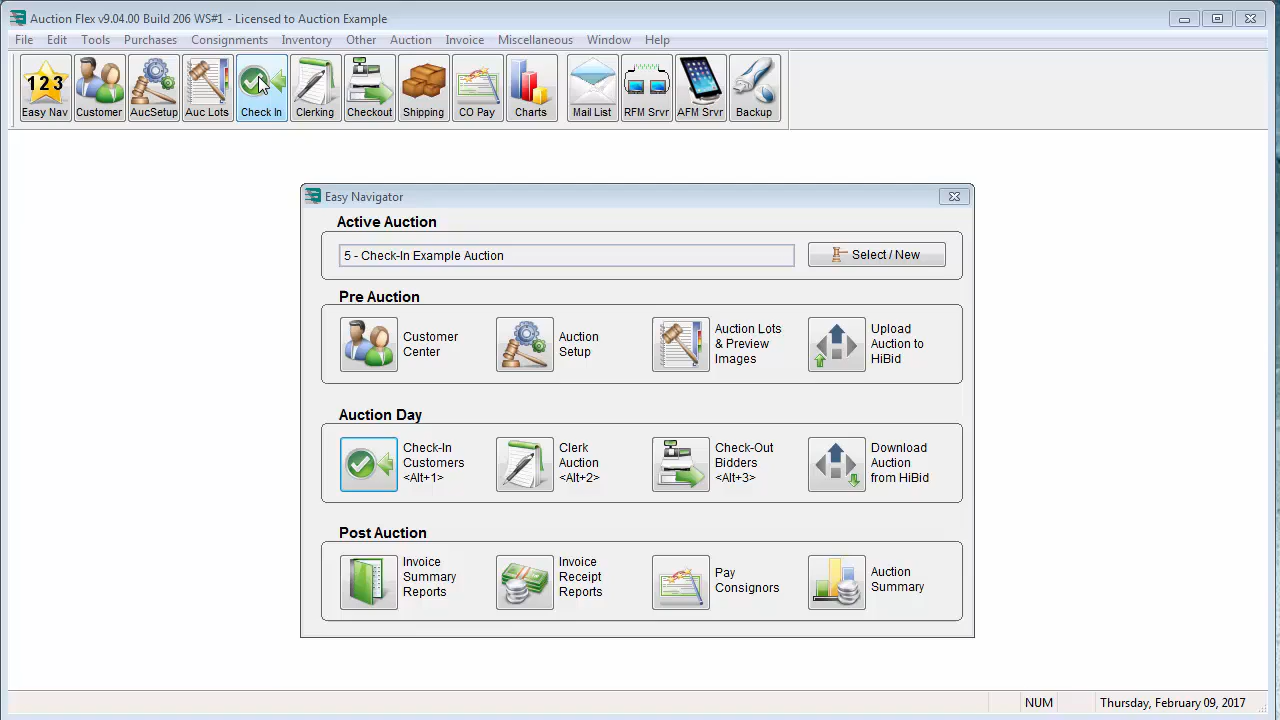 Auction Flex v9.04.00 Build 203 WS#1 - Licensed to Auction Example
File Edit Tools Purchases Consignments Inventory Other Auction Invoice Miscellaneous Window Help
123
Easy Nav Customer AucSetup Auc Lots Check In Clerking Checkout Shipping CO Pay Charts Mail List RFM Srvr AFM Srvr Backup
Easy Navigator
Active Auction
5 - Check-In Example Auction
Select / New
Pre Auction
Customer
Center
Auction
Setup
Auction Lots
& Preview
Images
Upload
Auction to
HiBid
Auction Day
Check-In
Customers
<Alt+1>
Clerk
Auction
<Alt+2>
Check-Out
Bidders
<Alt+3>
Download
Auction
from HiBid
Post Auction
Invoice
Summary
Reports
Invoice
Receipt
Reports
Pay
Consignors
Auction
Summary
NUM
Thursday, February 09, 2017